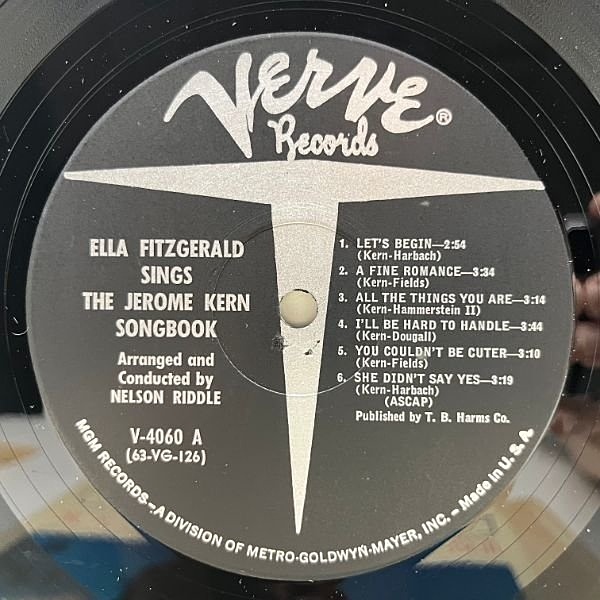 Verve®
Records
ELLA FITZGERALD
SINGS
THE JEROME KERN
SONGBOOK
Arranged and
Conducted by
NELSON RIDDLE
V-4060 A
(63-VG-126)
1. LET'S BEGIN—2:54
(Kern-Harbach)
2. A FINE ROMANCE—3:34
(Kern-Fields)
3. ALL THE THINGS YOU ARE—3:14
(Kern-Hammerstein II)
4. I'LL BE HARD TO HANDLE—3:44
(Kern-Dougall)
5. YOU COULDN'T BE CUTER—3:10
(Kern-Fields)
6. SHE DIDN'T SAY YES—3:19
(Kern-Harbach)
(ASCAP)
Published by T. B. Harms Co.
MGM RECORDS—A DIVISION OF METRO-GOLDWYN-MAYER, INC.—Made in U. S. A.